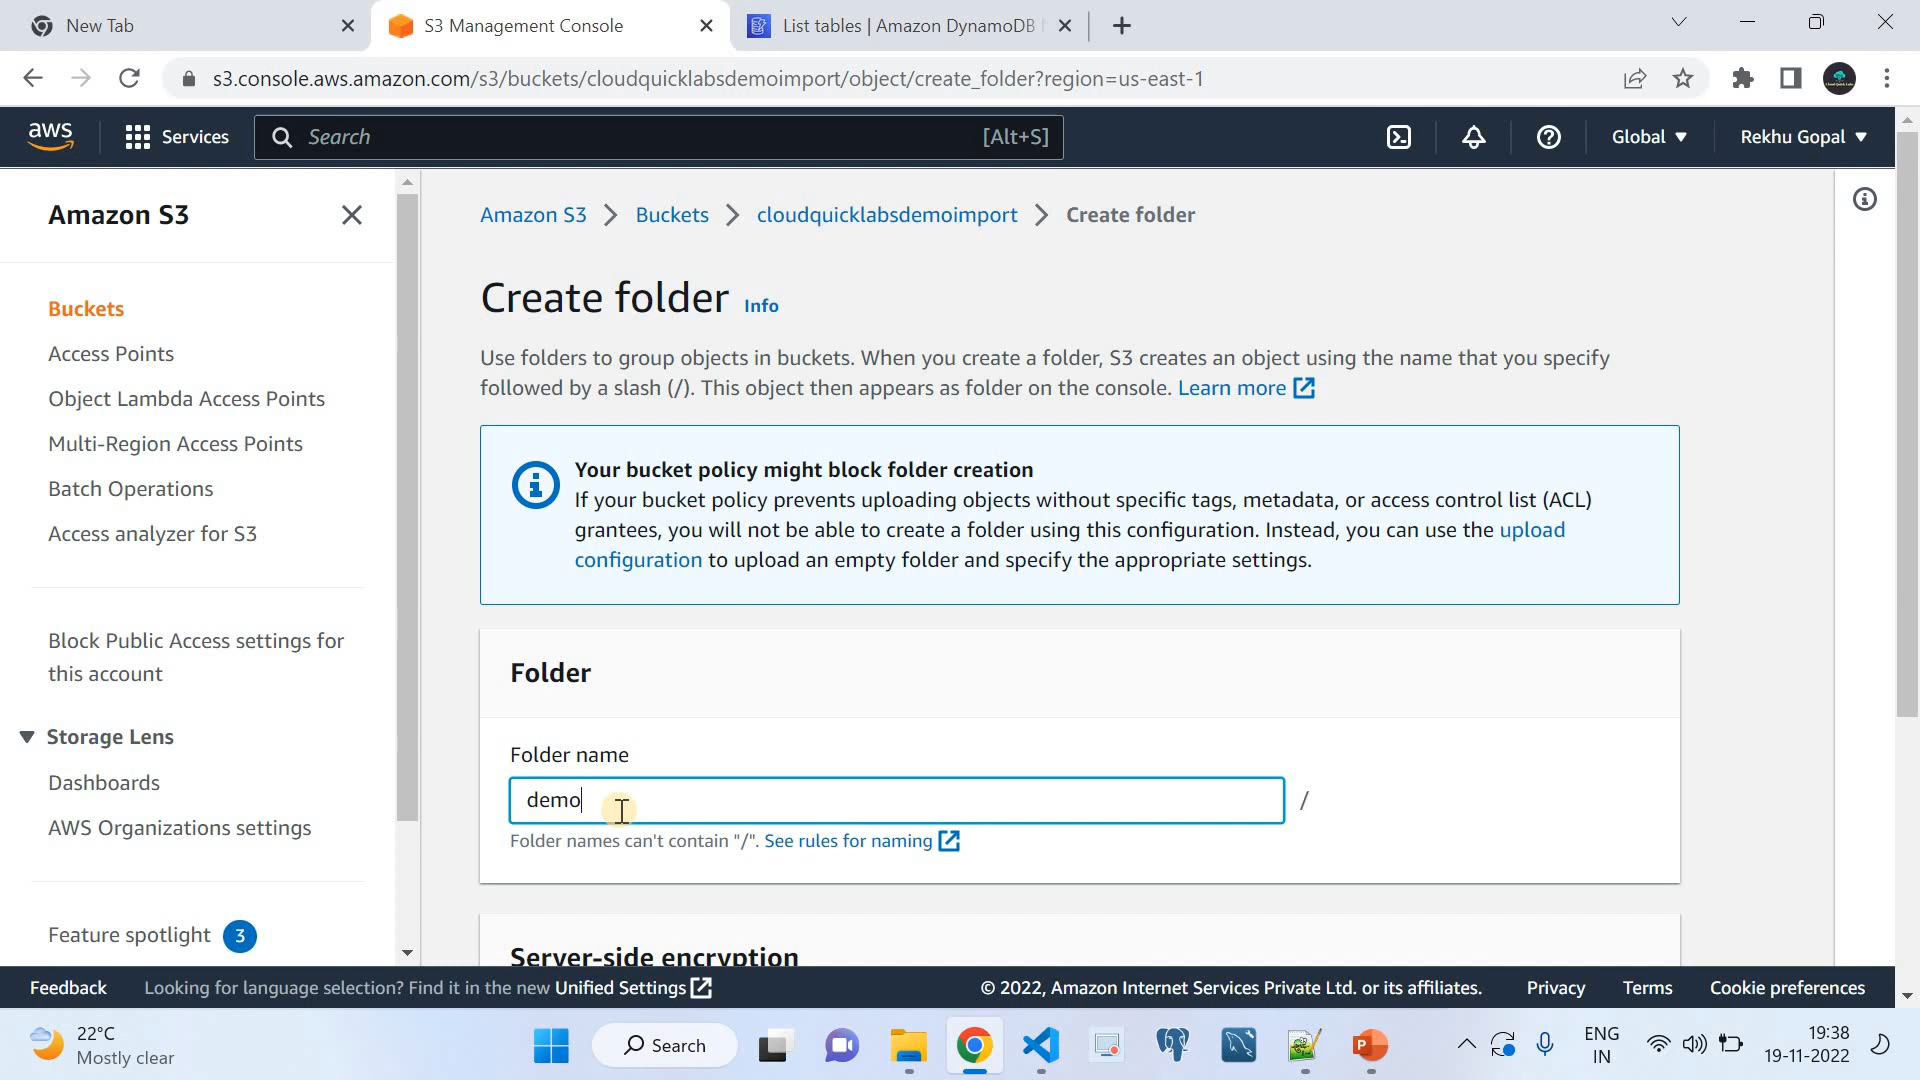 New Tab
S3 Management Console
List tables | Amazon DynamoDB
s3.console.aws.amazon.com/s3/buckets/cloudquicklabsdemoimport/object/create_folder?region=us-east-1
aws
Services
Search
[Alt+S]
Global
Rekhu Gopal
Amazon S3
Buckets
Access Points
Object Lambda Access Points
Multi-Region Access Points
Batch Operations
Access analyzer for S3
Block Public Access settings for
this account
Storage Lens
Dashboards
AWS Organizations settings
Feature spotlight 3
Amazon S3 > Buckets > cloudquicklabsdemoimport > Create folder
Create folder Info
Use folders to group objects in buckets. When you create a folder, S3 creates an object using the name that you specify
followed by a slash (/). This object then appears as folder on the console. Learn more
Your bucket policy might block folder creation
If your bucket policy prevents uploading objects without specific tags, metadata, or access control list (ACL)
grantees, you will not be able to create a folder using this configuration. Instead, you can use the upload
configuration to upload an empty folder and specify the appropriate settings.
Folder
Folder name
demo
/
Folder names can't contain "/". See rules for naming
Server-side encryption
Feedback
Looking for language selection? Find it in the new Unified Settings
© 2022, Amazon Internet Services Private Ltd. or its affiliates.
Privacy
Terms
Cookie preferences
22°C
Mostly clear
Search
ENG
IN
19:38
19-11-2022